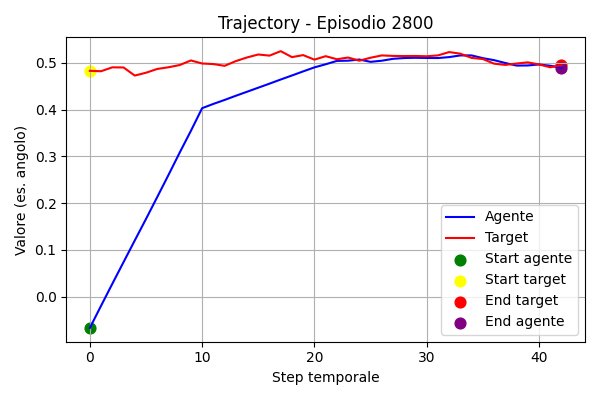 Trajectory - Episodio 2800
Valore (es. angolo)
0.5
0.4
0.3
0.2
0.1
0.0
0
10
20
30
40
Step temporale
Agente
Target
Start agente
Start target
End target
End agente